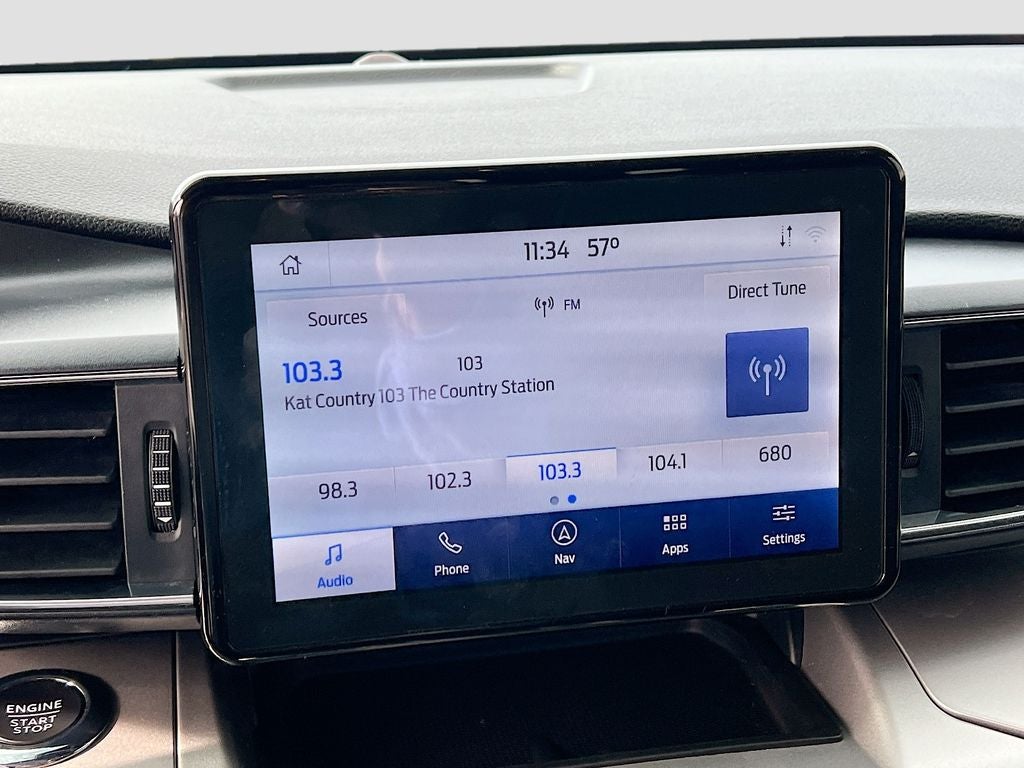 11:34 57º
Sources
FM
Direct Tune
103.3
103
Kat Country 103 The Country Station
98.3
102.3
103.3
104.1
680
Audio
Phone
Nav
Apps
Settings
ENGINE
START
STOP